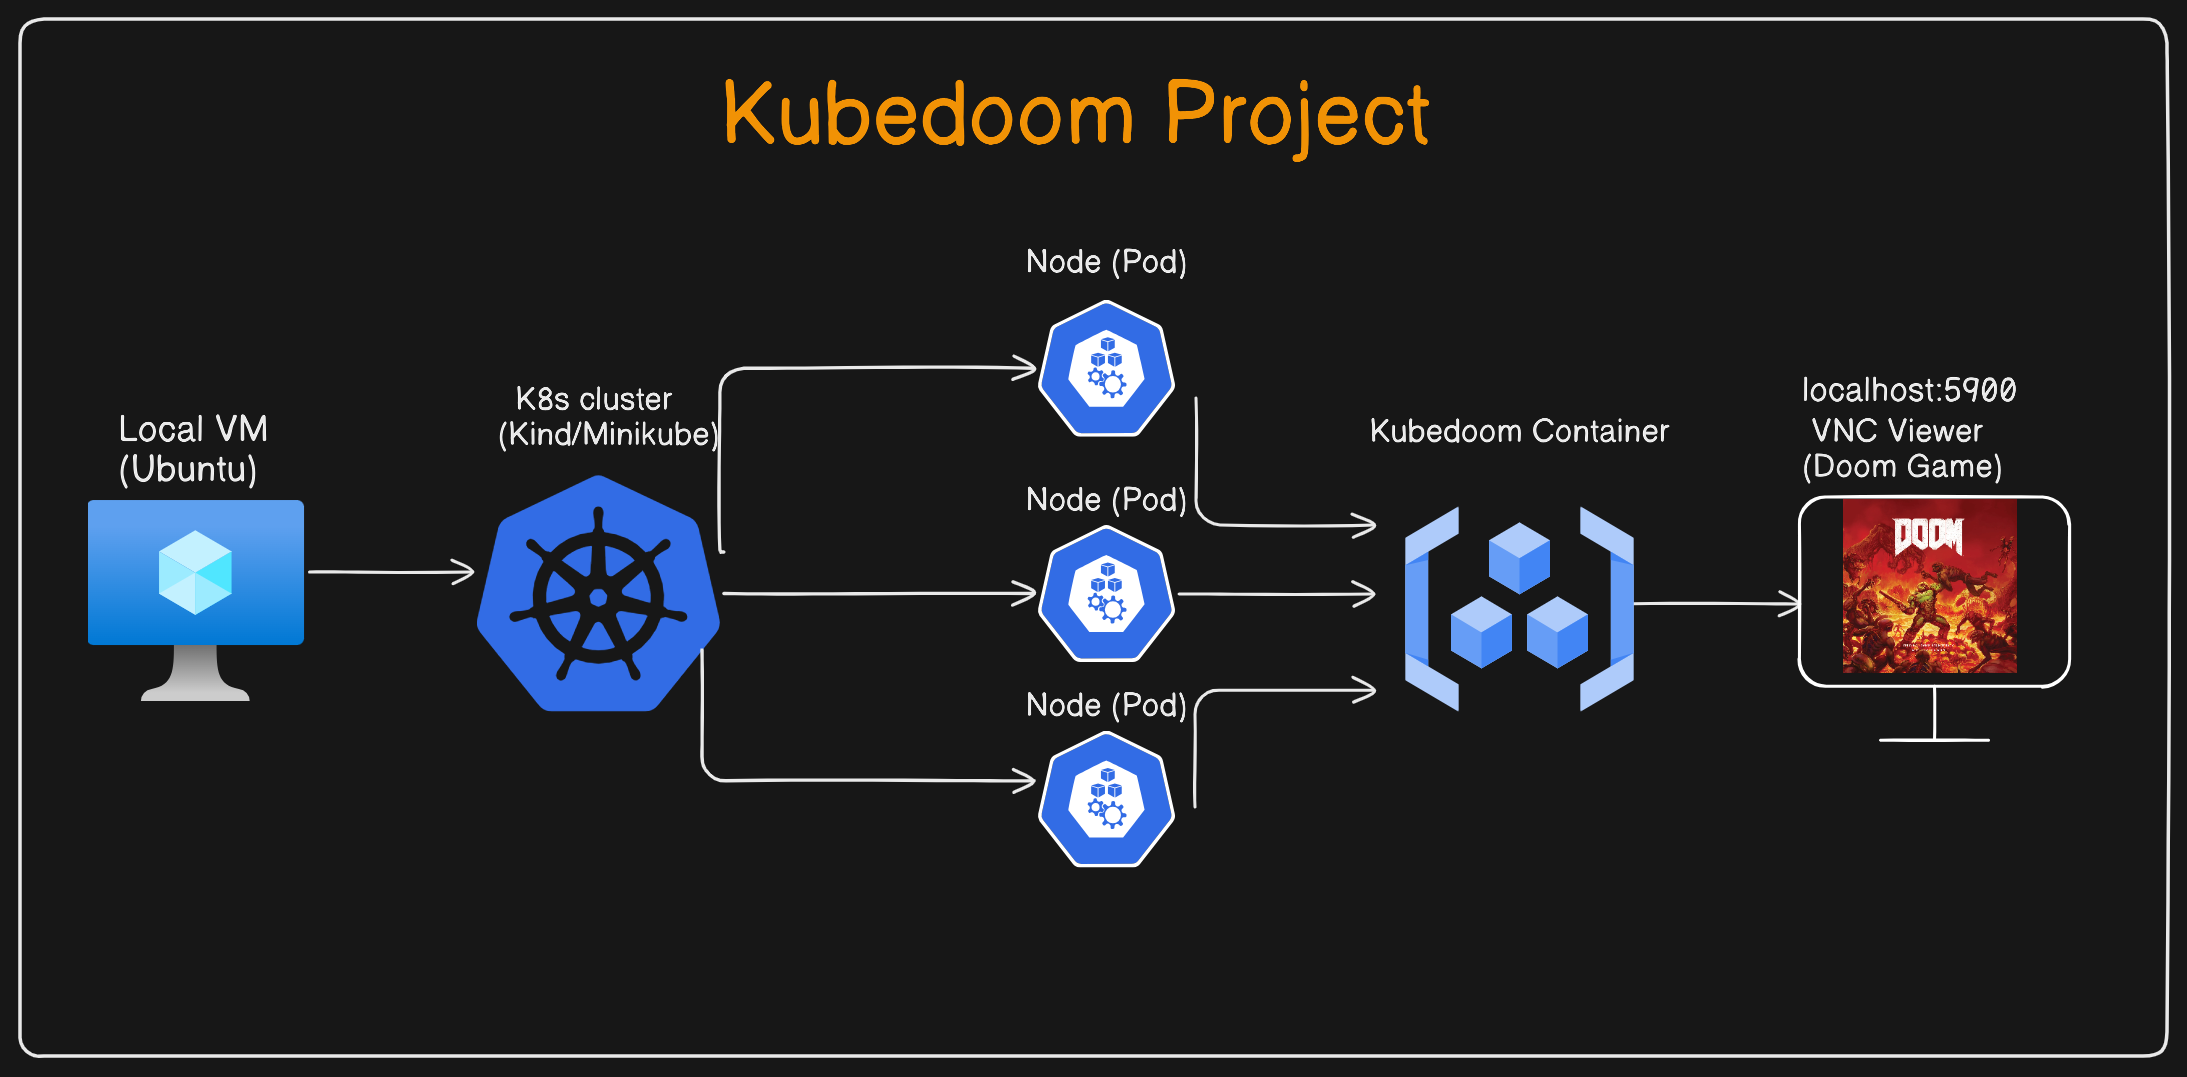 Kubedoom Project
Local VM
(Ubuntu)
K8s cluster
(Kind/Minikube)
Node (Pod)
Node (Pod)
Node (Pod)
Kubedoom Container
localhost:5900
VNC Viewer
(Doom Game)
DOOM